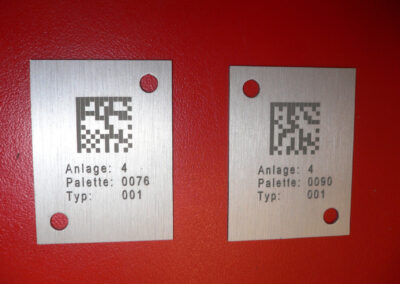 Anlage: 4
Palette: 0076
Typ: 001
Anlage: 4
Palette: 0090
Typ: 001